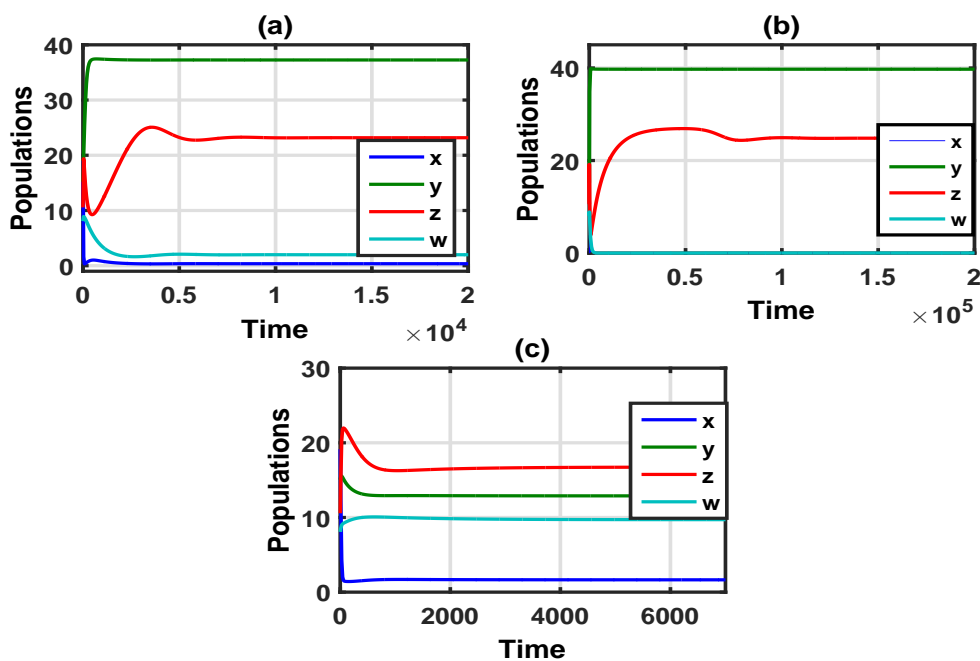 (a)
Populations
40
30
20
10
0
x
y
z
w
0 0.5 1 1.5 2
Time
× 10^4
(b)
Populations
40
20
0
x
y
z
w
0 0.5 1 1.5 2
Time
× 10^5
(c)
Populations
30
20
10
0
x
y
z
w
0 2000 4000 6000
Time